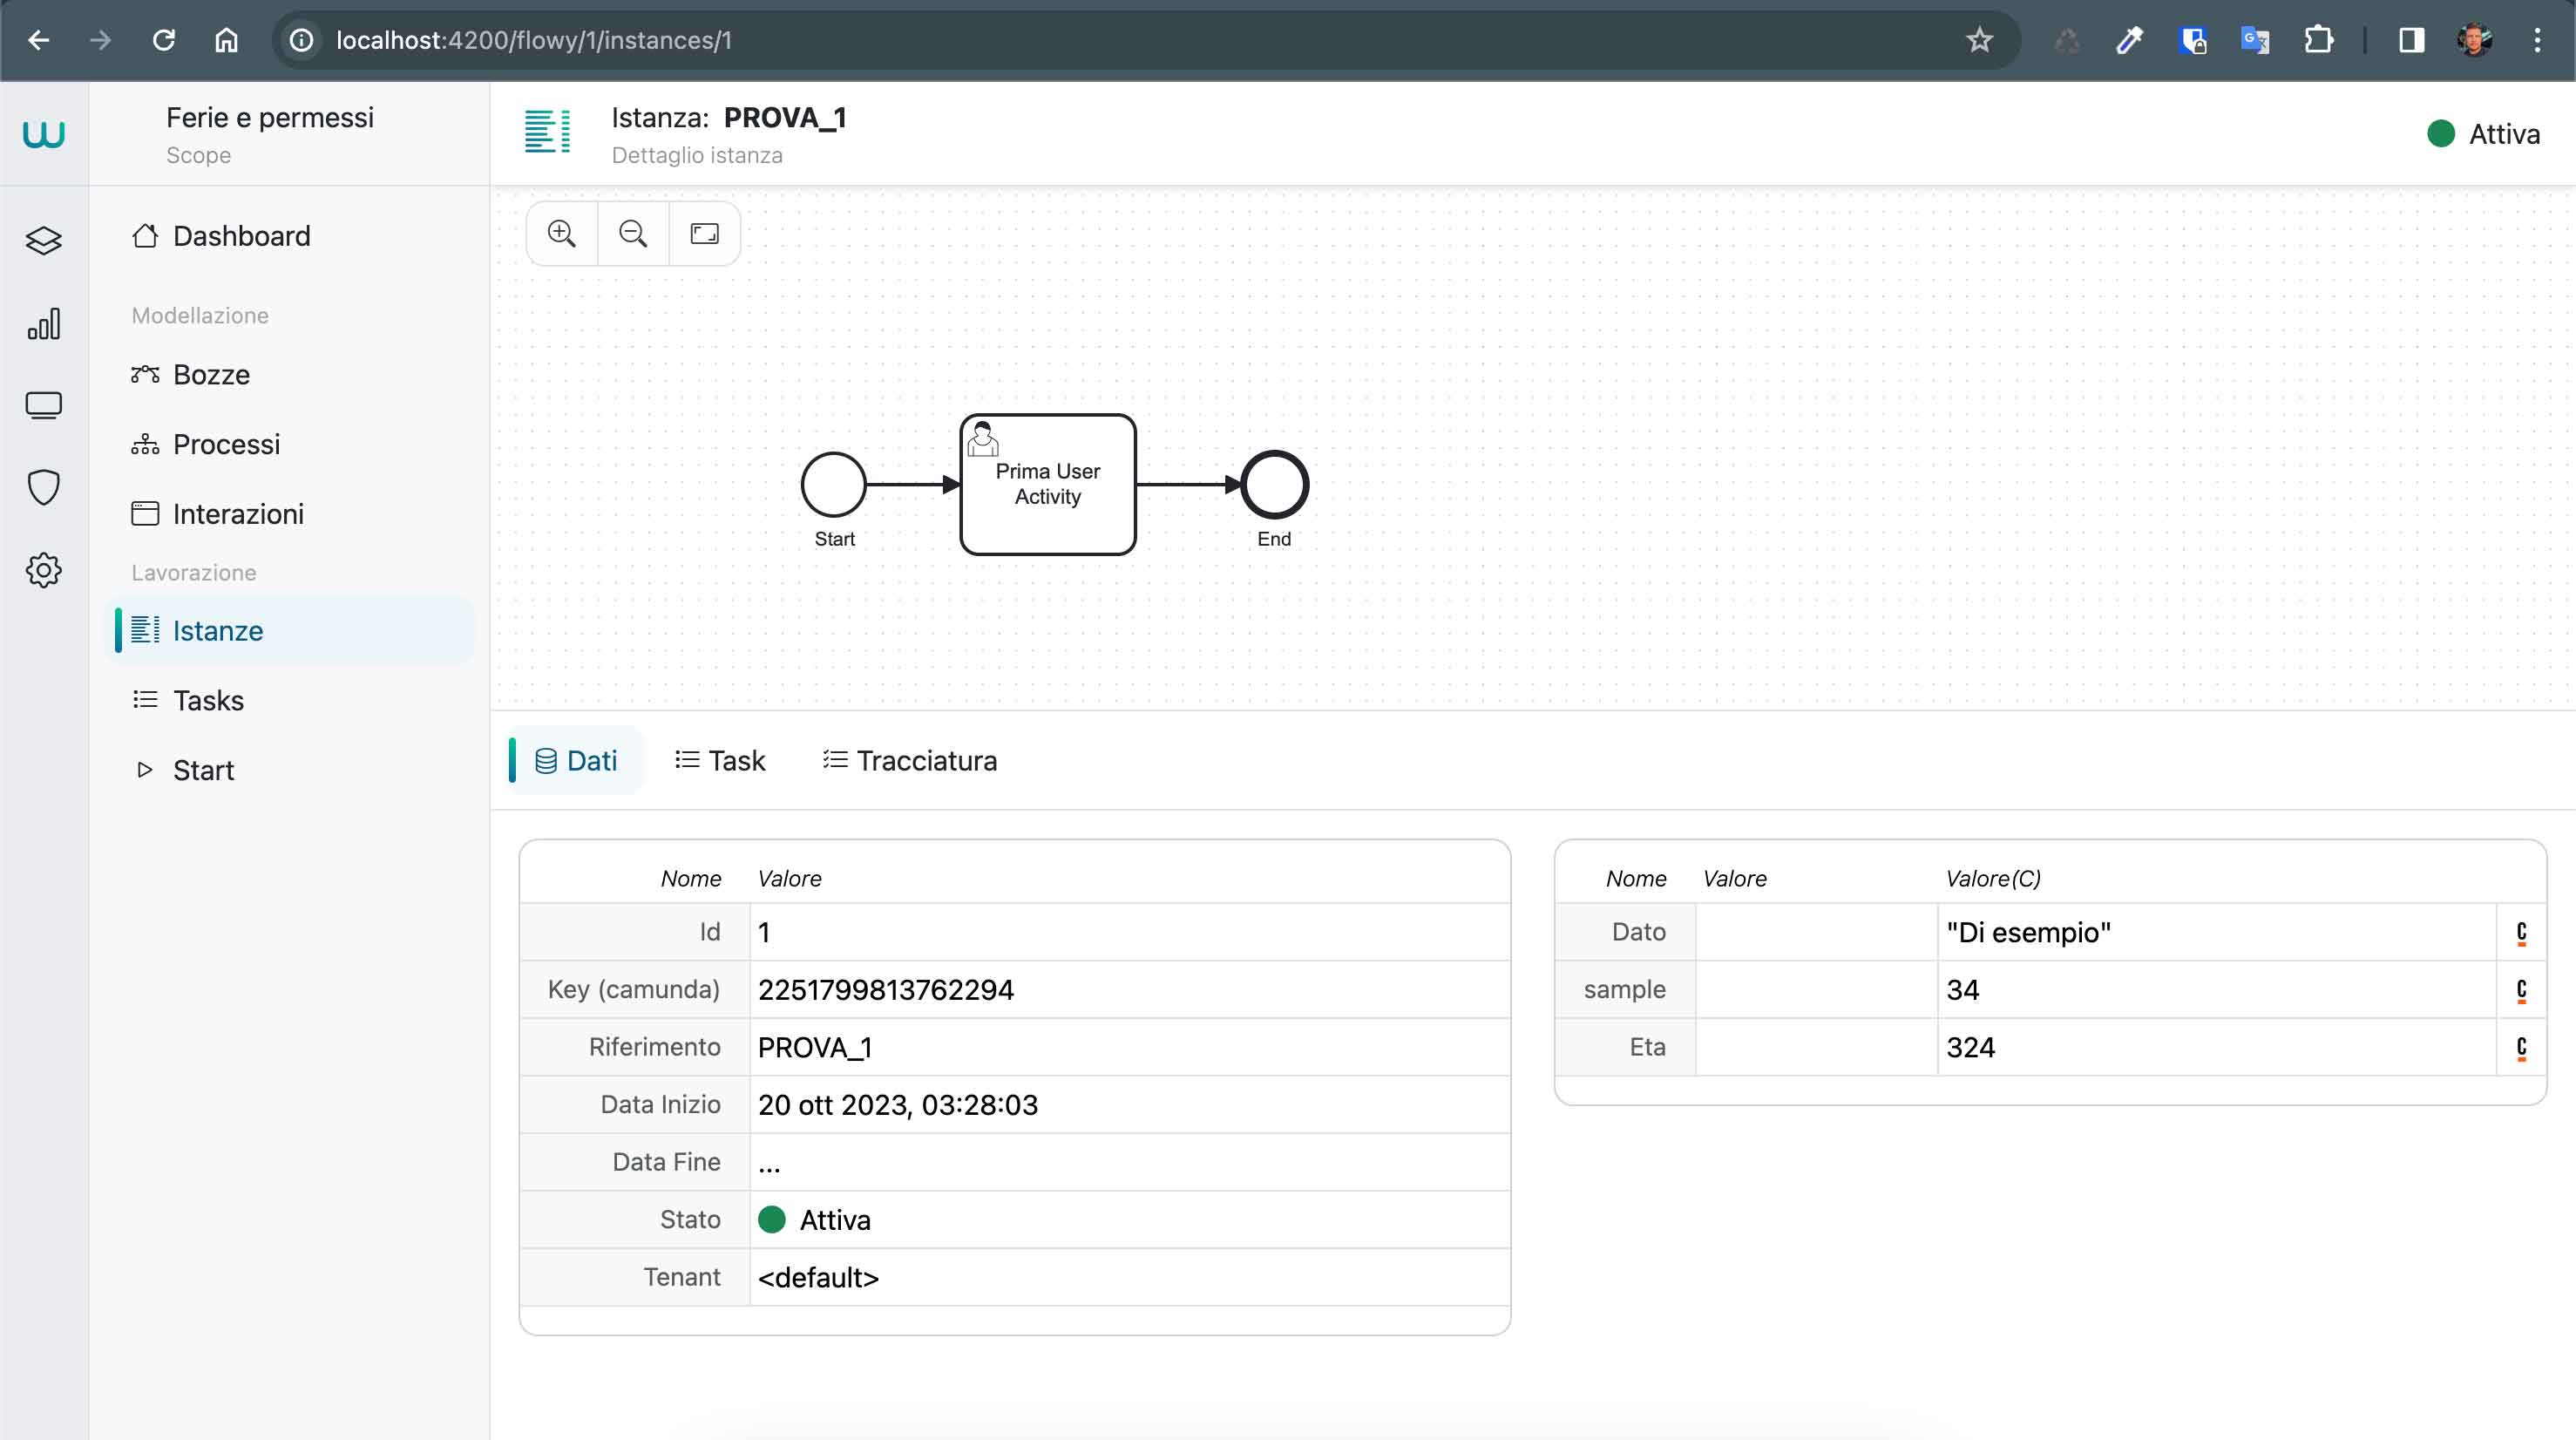 localhost:4200/flowy/1/instances/1
Ferie e permessi
Scope
Istanza: PROVA_1
Dettaglio istanza
Attiva
Dashboard
Modellazione
Bozze
Processi
Interazioni
Lavorazione
Istanze
Tasks
Start
Start
Prima User
Activity
End
Dati
Task
Tracciatura
Nome Valore
Id 1
Key (camunda) 2251799813762294
Riferimento PROVA_1
Data Inizio 20 ott 2023, 03:28:03
Data Fine ...
Stato Attiva
Tenant <default>
Nome Valore Valore(C)
Dato "Di esempio" C
sample 34 C
Eta 324 C